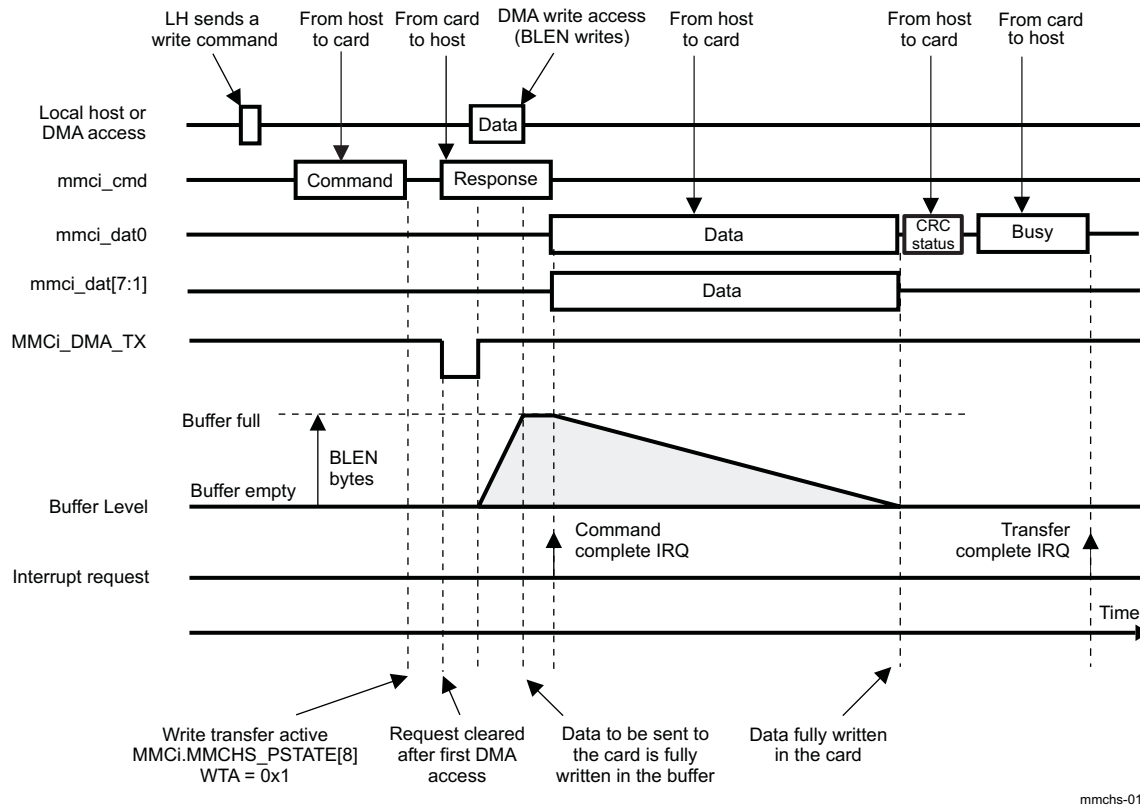 LH sends a
write command
From host
to card
From card
to host
DMA write access
(BLEN writes)
From host
to card
From host
to card
From card
to host
Local host or
DMA access
Data
mmci_cmd
Command
Response
mmci_dat0
Data
CRC
status
Busy
mmci_dat[7:1]
Data
MMCi_DMA_TX
Buffer full
BLEN
bytes
Buffer empty
Buffer Level
Command
complete IRQ
Transfer
complete IRQ
Interrupt request
Time
Write transfer active
MMCi.MMCHS_PSTATE[8]
WTA = 0x1
Request cleared
after first DMA
access
Data to be sent to
the card is fully
written in the buffer
Data fully written
in the card
mmchs-01